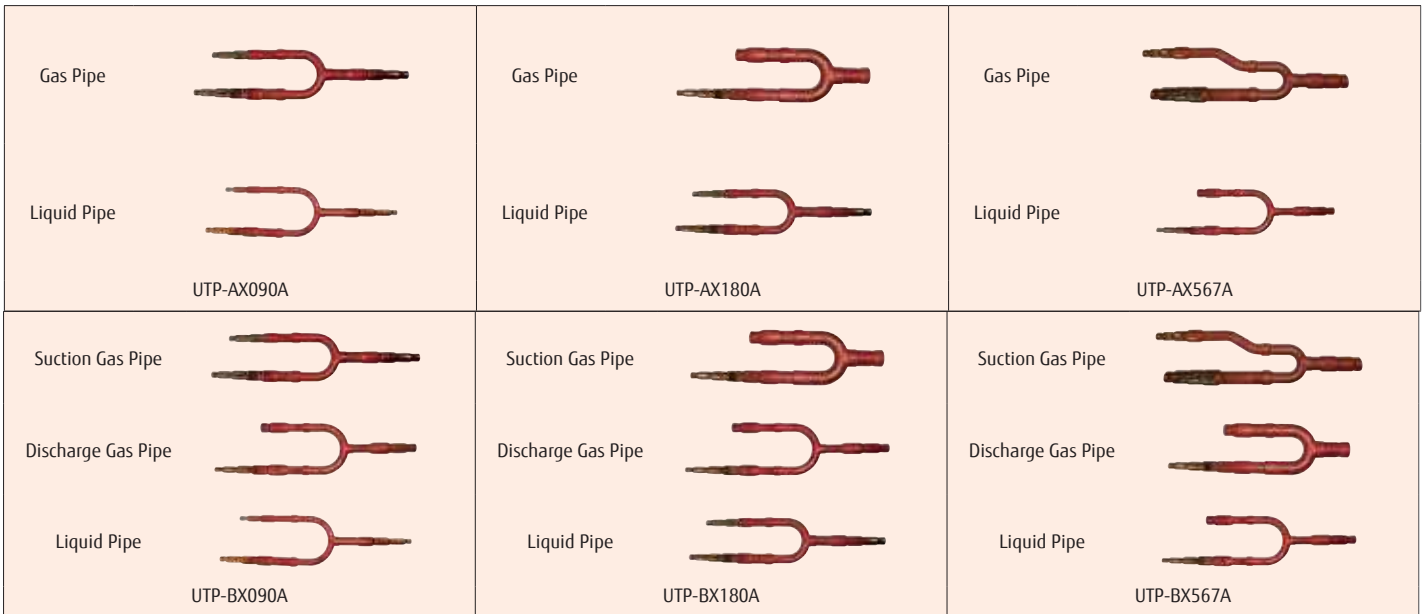 Gas Pipe
Liquid Pipe
UTP-AX090A
Gas Pipe
Liquid Pipe
UTP-AX180A
Gas Pipe
Liquid Pipe
UTP-AX567A
Suction Gas Pipe
Discharge Gas Pipe
Liquid Pipe
UTP-BX090A
Suction Gas Pipe
Discharge Gas Pipe
Liquid Pipe
UTP-BX180A
Suction Gas Pipe
Discharge Gas Pipe
Liquid Pipe
UTP-BX567A